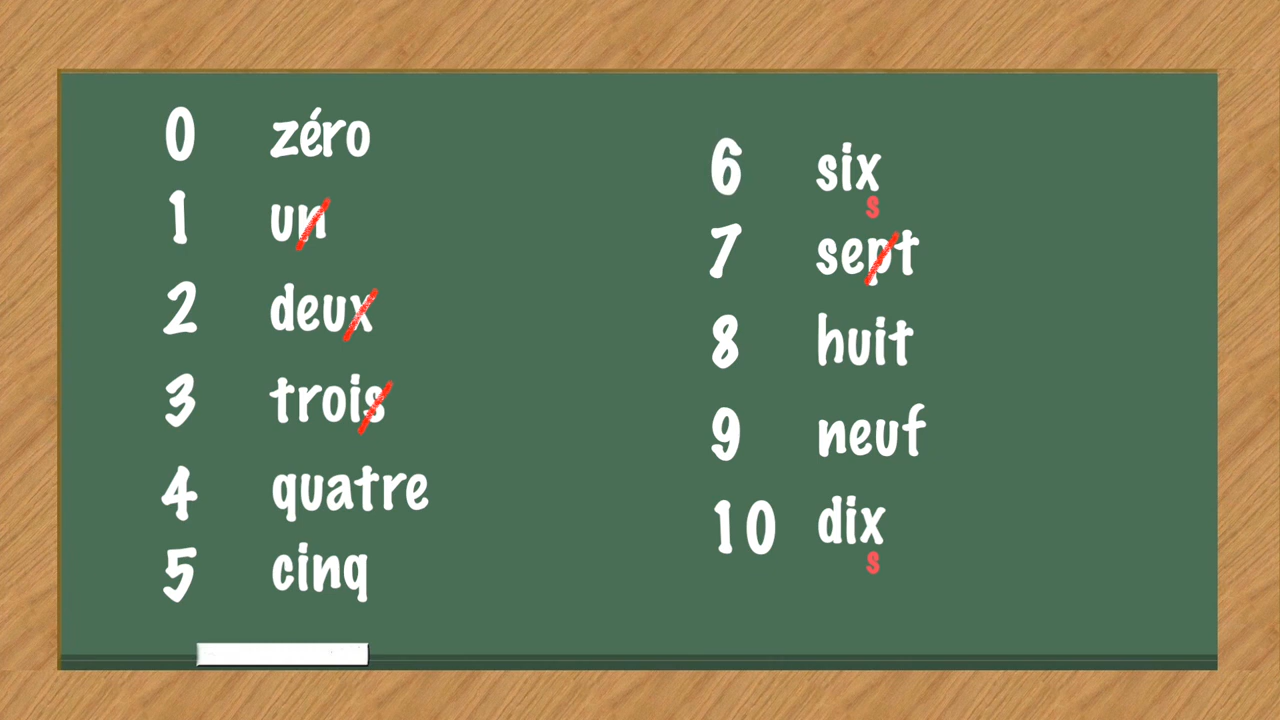 0 zéro
1 un
2 deux
3 trois
4 quatre
5 cinq
6 six
s
7 sept
8 huit
9 neuf
10 dix
s